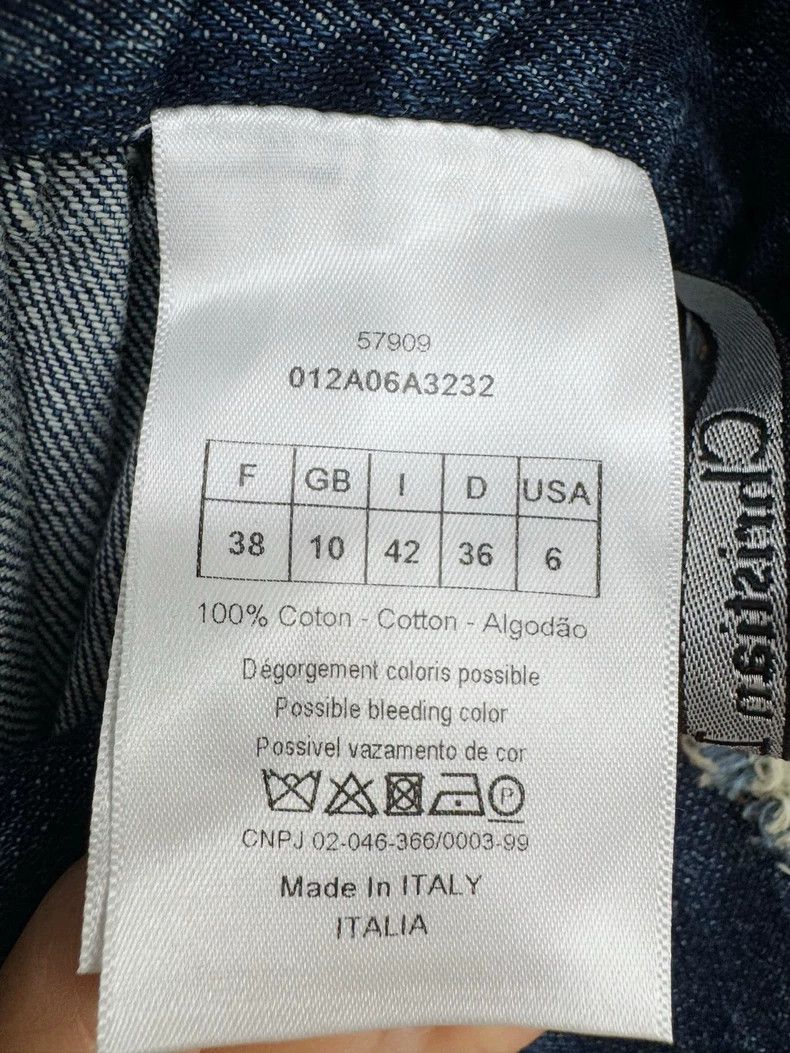 57909
012A06A3232
F GB I D USA
38 10 42 36 6
100% Coton - Cotton - Algodão
Dégorgement coloris possible
Possible bleeding color
Possivel vazamento de cor
P
CNPJ 02-046-366/0003-99
Made In ITALY
ITALIA
Christian